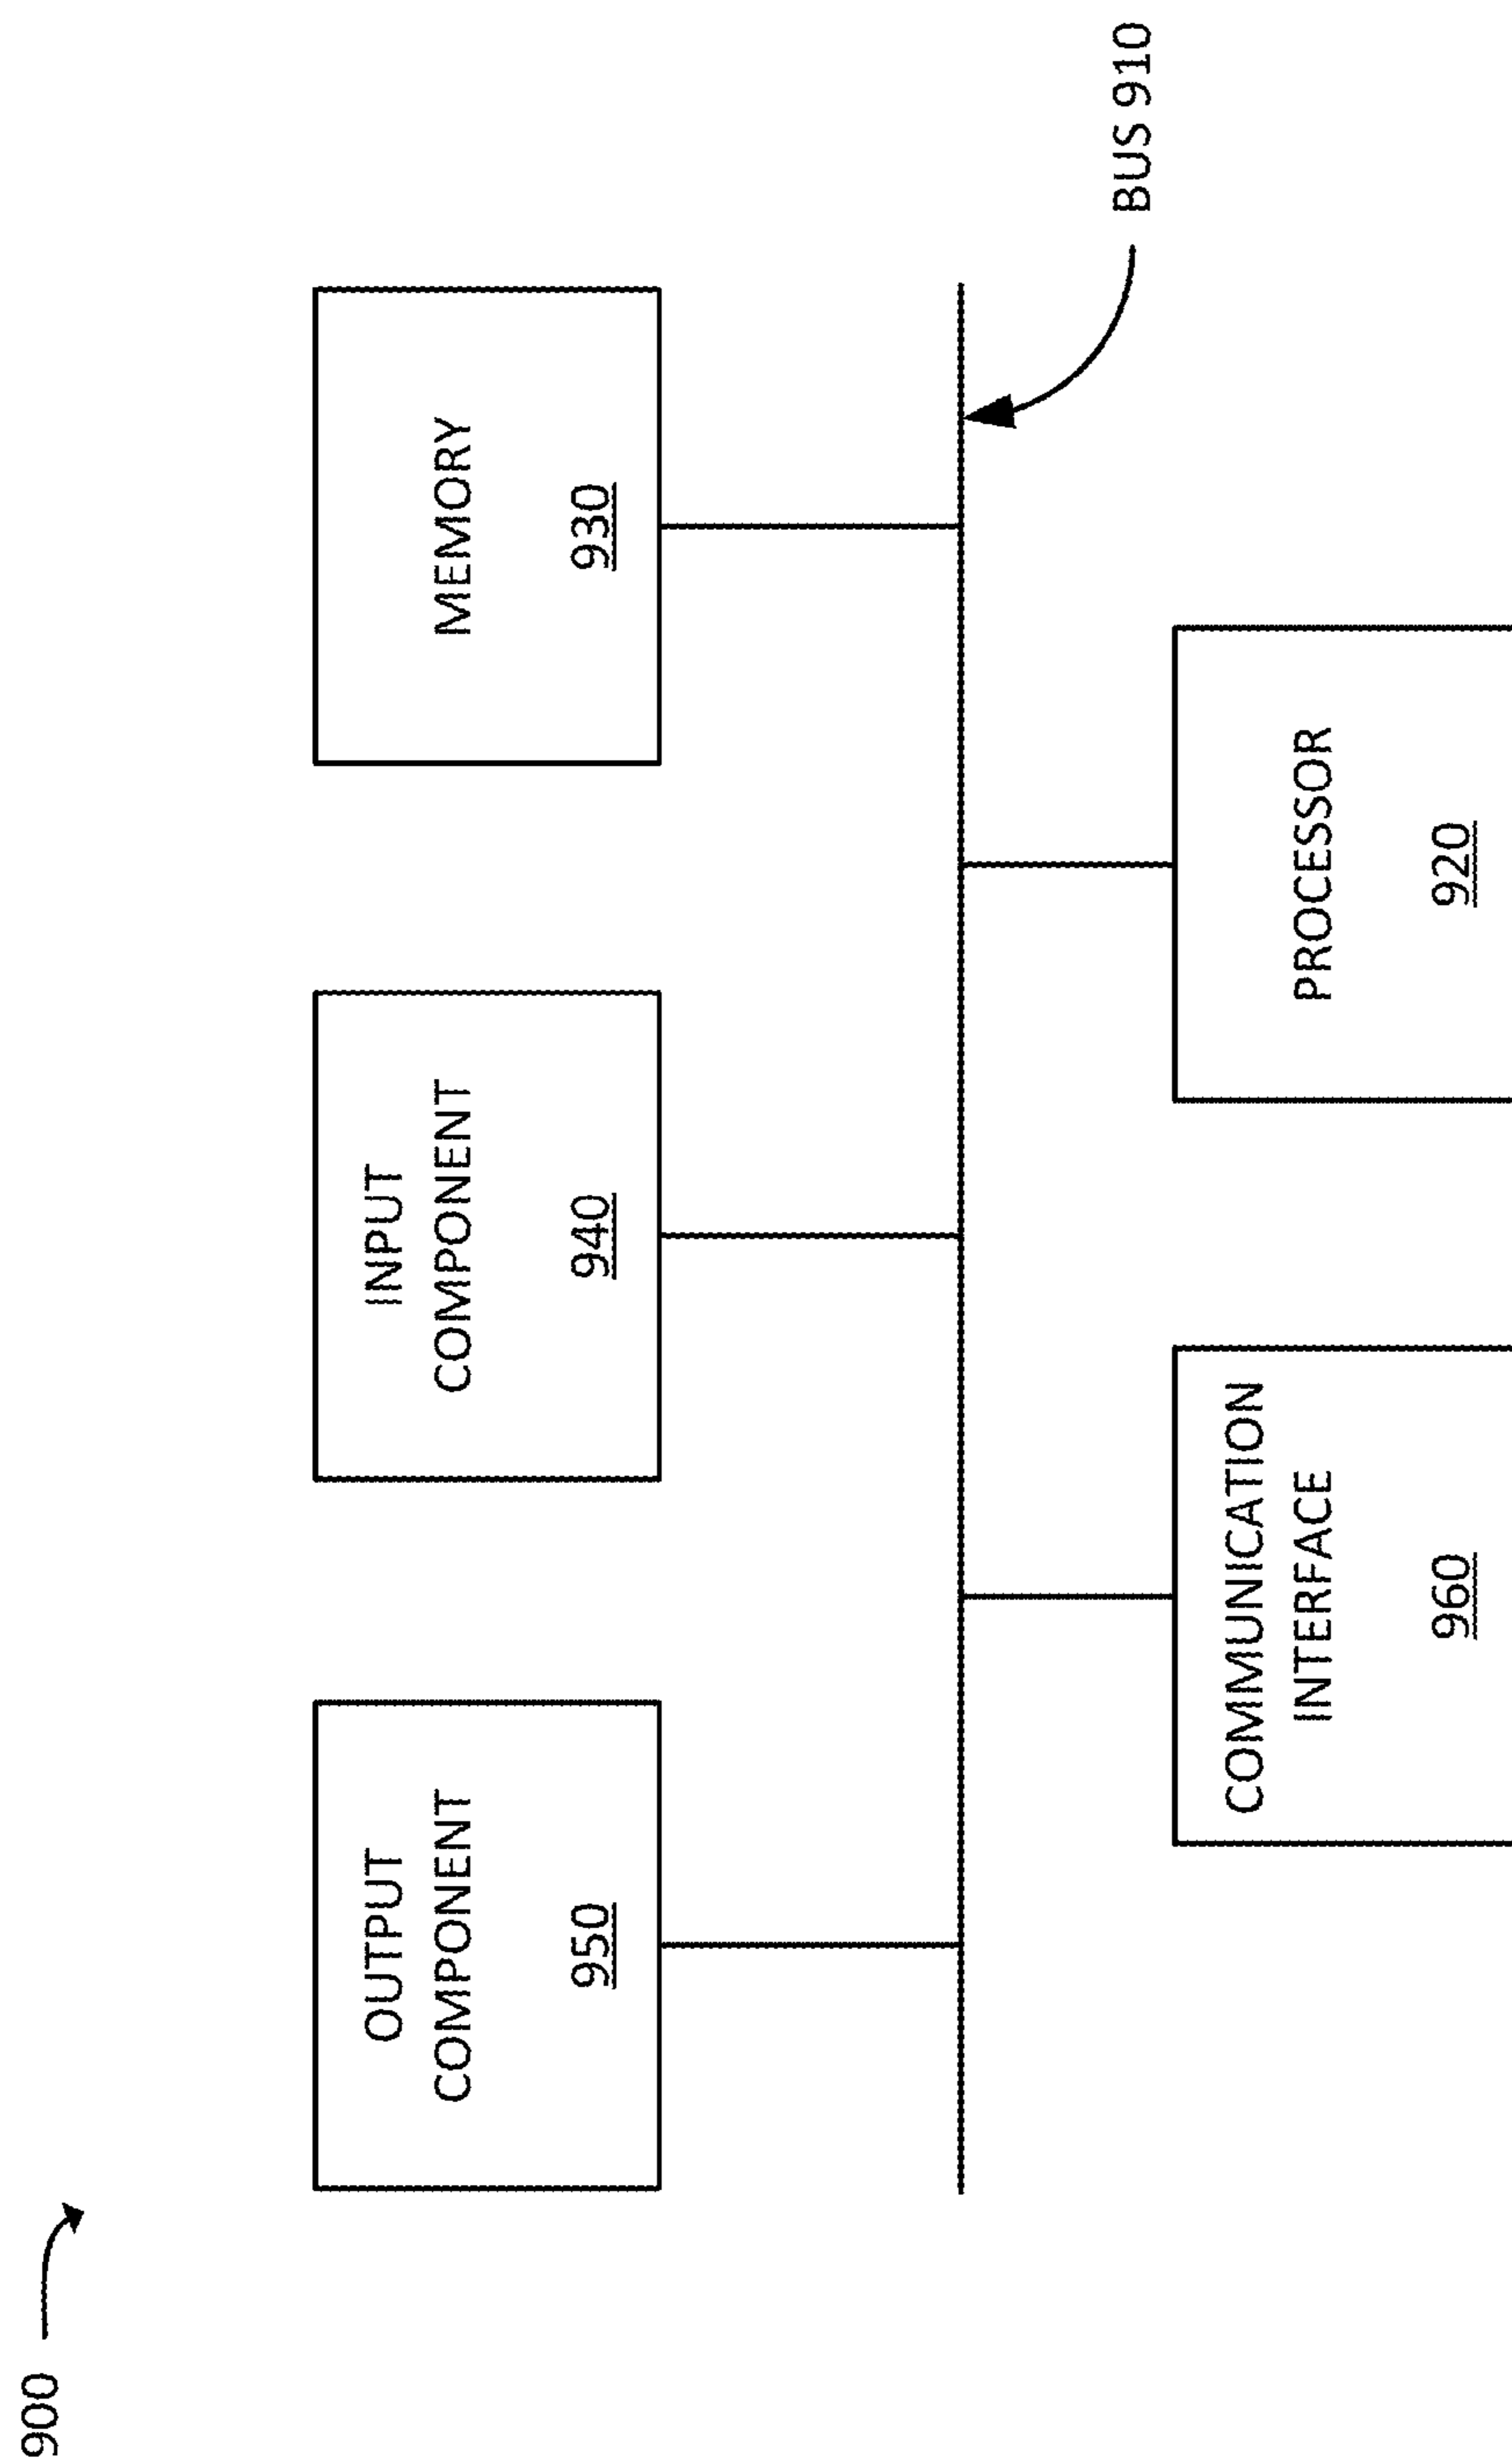 900
OUTPUT
COMPONENT
950
INPUT
COMPONENT
940
MEMORY
930
BUS 910
COMMUNICATION
INTERFACE
960
PROCESSOR
920